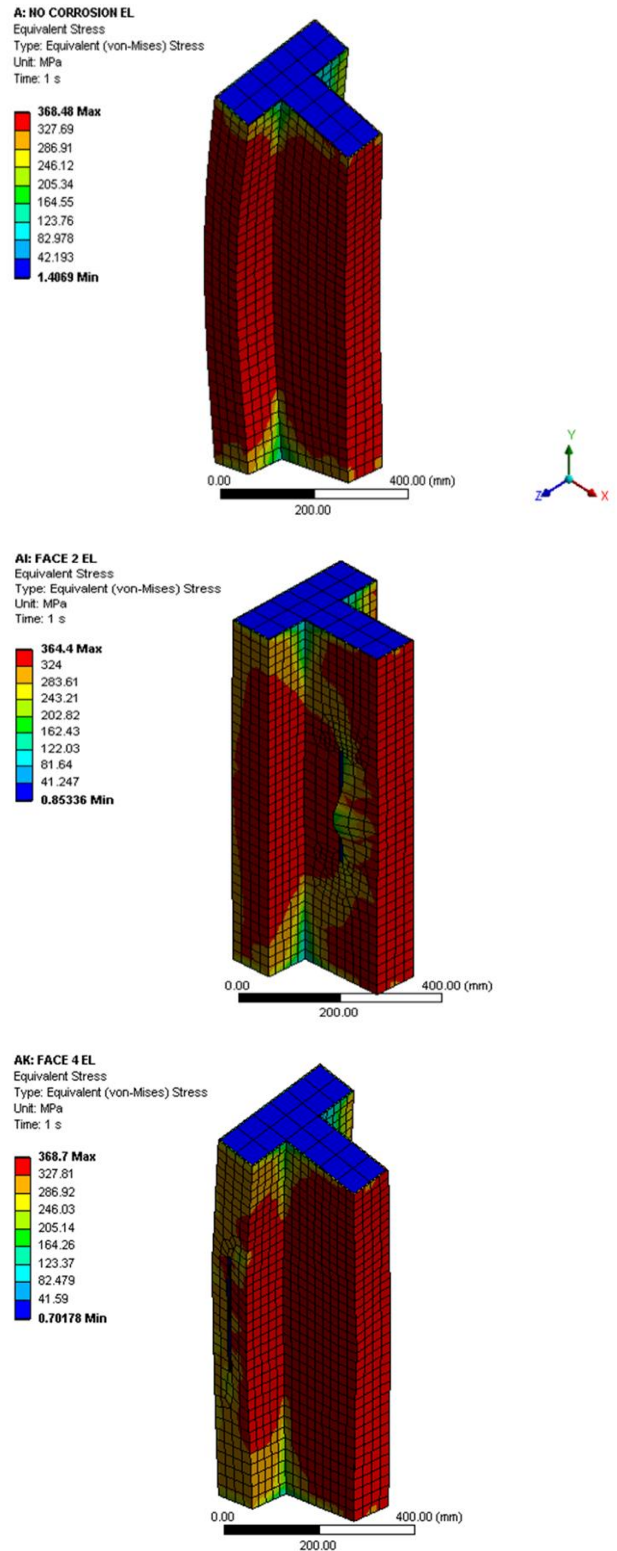 A: NO CORROSION EL
Equivalent Stress
Type: Equivalent (von-Mises) Stress
Unit: MPa
Time: 1 s
368.48 Max
327.69
286.91
246.12
205.34
164.55
123.76
82.978
42.193
1.4069 Min
0.00
400.00 (mm)
200.00
Y
Z
X
AI: FACE 2 EL
Equivalent Stress
Type: Equivalent (von-Mises) Stress
Unit: MPa
Time: 1 s
364.4 Max
324
283.61
243.21
202.82
162.43
122.03
81.64
41.247
0.85336 Min
0.00
400.00 (mm)
200.00
AK: FACE 4 EL
Equivalent Stress
Type: Equivalent (von-Mises) Stress
Unit: MPa
Time: 1 s
368.7 Max
327.81
286.92
246.03
205.14
164.26
123.37
82.479
41.59
0.70178 Min
0.00
400.00 (mm)
200.00